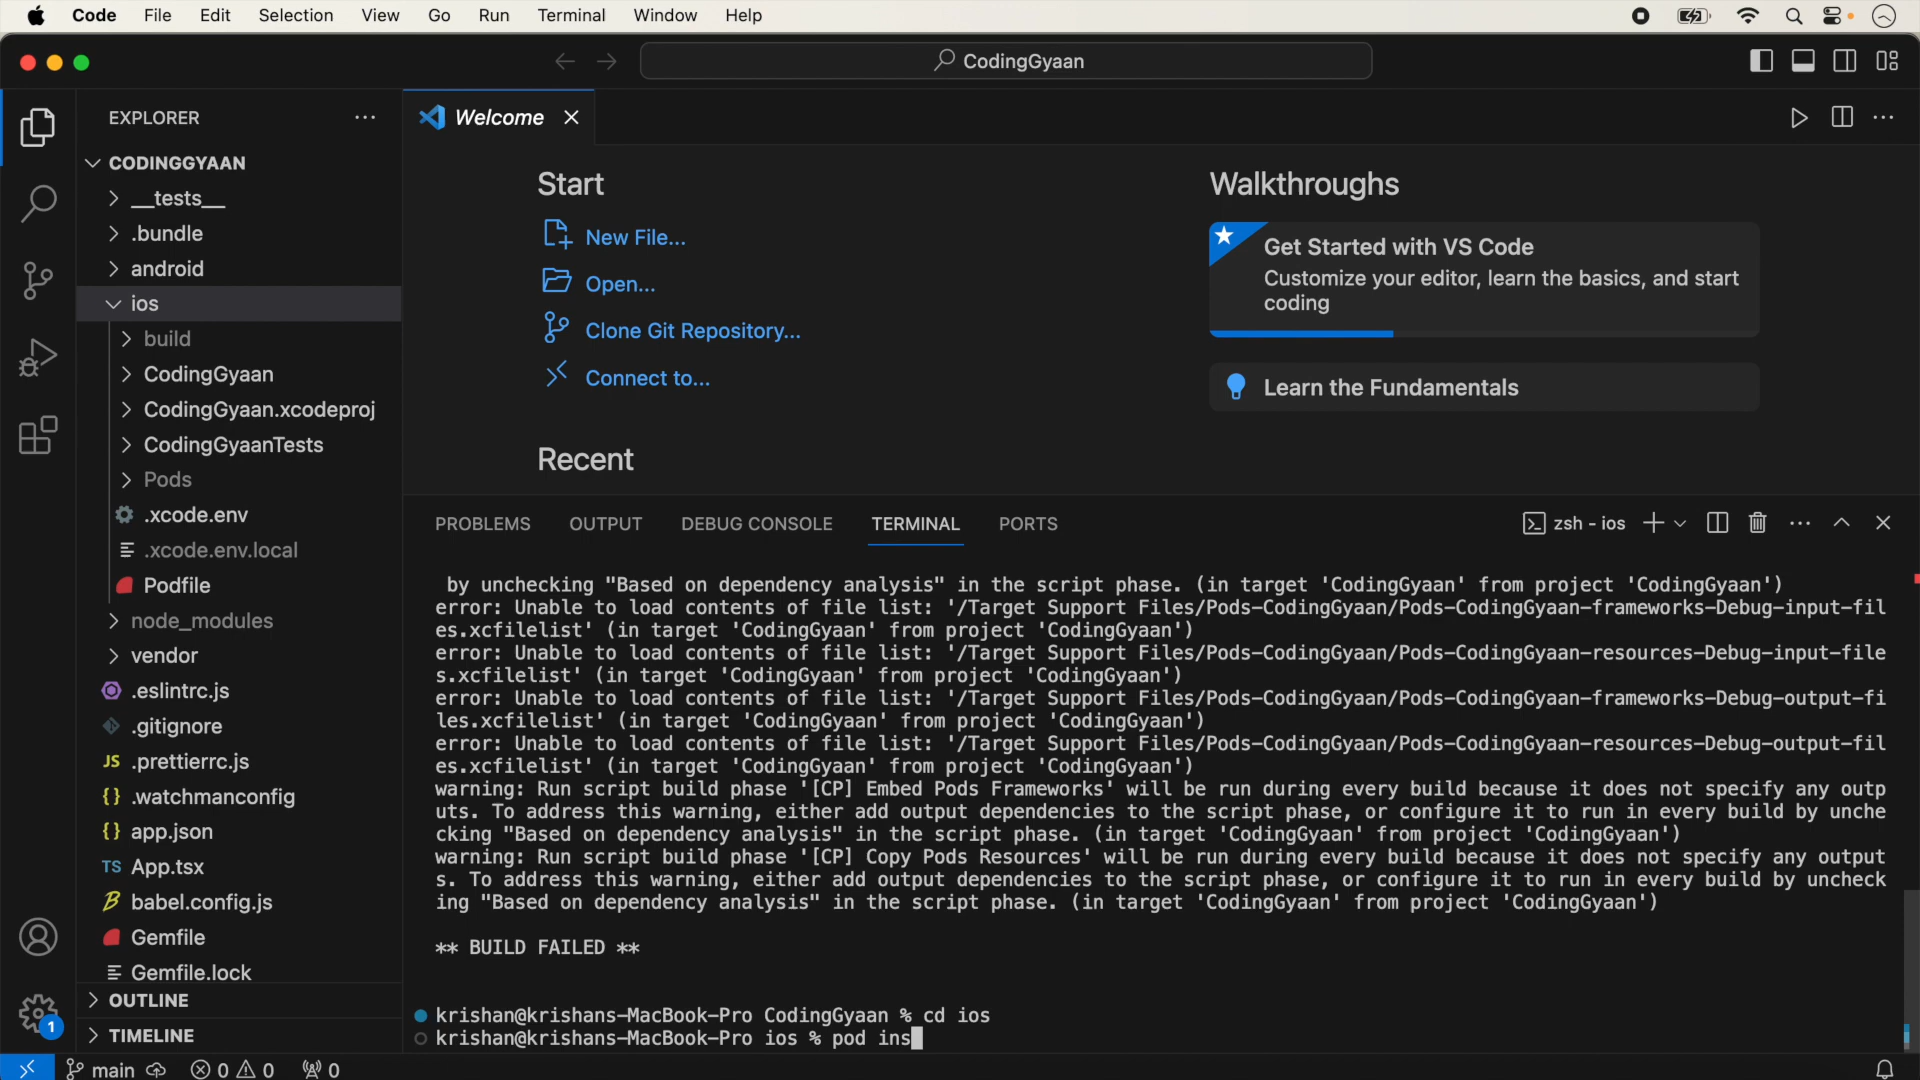 Code File Edit Selection View Go Run Terminal Window Help
CodingGyaan
EXPLORER
CODINGGYAAN
__tests__
.bundle
android
ios
build
CodingGyaan
CodingGyaan.xcodeproj
CodingGyaanTests
Pods
.xcode.env
.xcode.env.local
Podfile
node_modules
vendor
.eslintrc.js
.gitignore
JS .prettierrc.js
{} .watchmanconfig
{} app.json
TS App.tsx
babel.config.js
Gemfile
Gemfile.lock
OUTLINE
TIMELINE
1
Welcome
Start
New File...
Open...
Clone Git Repository...
Connect to...
Recent
Walkthroughs
Get Started with VS Code
Customize your editor, learn the basics, and start
coding
Learn the Fundamentals
PROBLEMS OUTPUT DEBUG CONSOLE TERMINAL PORTS
zsh - ios
by unchecking "Based on dependency analysis" in the script phase. (in target 'CodingGyaan' from project 'CodingGyaan')
error: Unable to load contents of file list: '/Target Support Files/Pods-CodingGyaan/Pods-CodingGyaan-frameworks-Debug-input-fil
es.xcfilelist' (in target 'CodingGyaan' from project 'CodingGyaan')
error: Unable to load contents of file list: '/Target Support Files/Pods-CodingGyaan/Pods-CodingGyaan-resources-Debug-input-file
s.xcfilelist' (in target 'CodingGyaan' from project 'CodingGyaan')
error: Unable to load contents of file list: '/Target Support Files/Pods-CodingGyaan/Pods-CodingGyaan-frameworks-Debug-output-fi
les.xcfilelist' (in target 'CodingGyaan' from project 'CodingGyaan')
error: Unable to load contents of file list: '/Target Support Files/Pods-CodingGyaan/Pods-CodingGyaan-resources-Debug-output-fil
es.xcfilelist' (in target 'CodingGyaan' from project 'CodingGyaan')
warning: Run script build phase '[CP] Embed Pods Frameworks' will be run during every build because it does not specify any outp
uts. To address this warning, either add output dependencies to the script phase, or configure it to run in every build by unche
cking "Based on dependency analysis" in the script phase. (in target 'CodingGyaan' from project 'CodingGyaan')
warning: Run script build phase '[CP] Copy Pods Resources' will be run during every build because it does not specify any output
s. To address this warning, either add output dependencies to the script phase, or configure it to run in every build by uncheck
ing "Based on dependency analysis" in the script phase. (in target 'CodingGyaan' from project 'CodingGyaan')
** BUILD FAILED **
krishan@krishans-MacBook-Pro CodingGyaan % cd ios
krishan@krishans-MacBook-Pro ios % pod ins
main 0 0 0